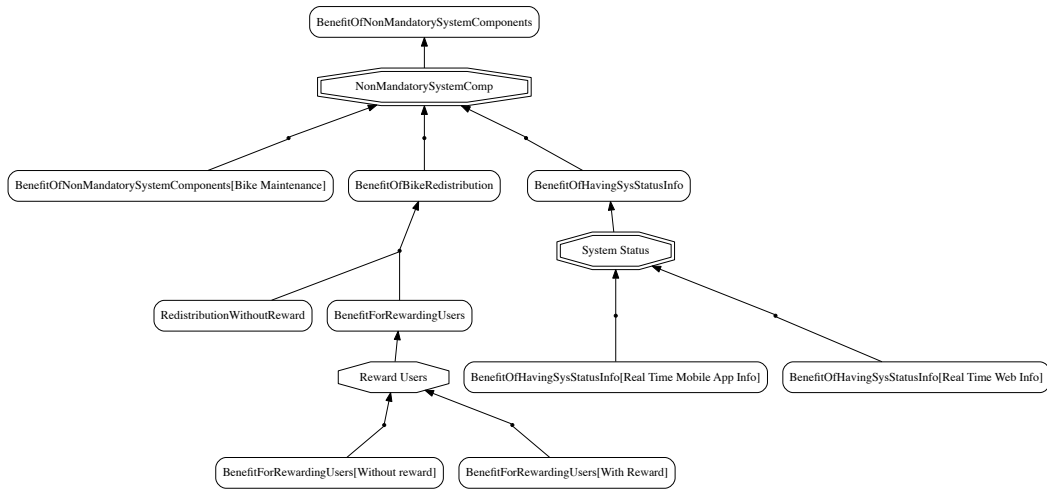 BenefitOfNonMandatorySystemComponents
NonMandatorySystemComp
BenefitOfNonMandatorySystemComponents[Bike Maintenance]
BenefitOfBikeRedistribution
BenefitOfHavingSysStatusInfo
System Status
RedistributionWithoutReward
BenefitForRewardingUsers
Reward Users
BenefitOfHavingSysStatusInfo[Real Time Mobile App Info]
BenefitOfHavingSysStatusInfo[Real Time Web Info]
BenefitForRewardingUsers[Without reward]
BenefitForRewardingUsers[With Reward]